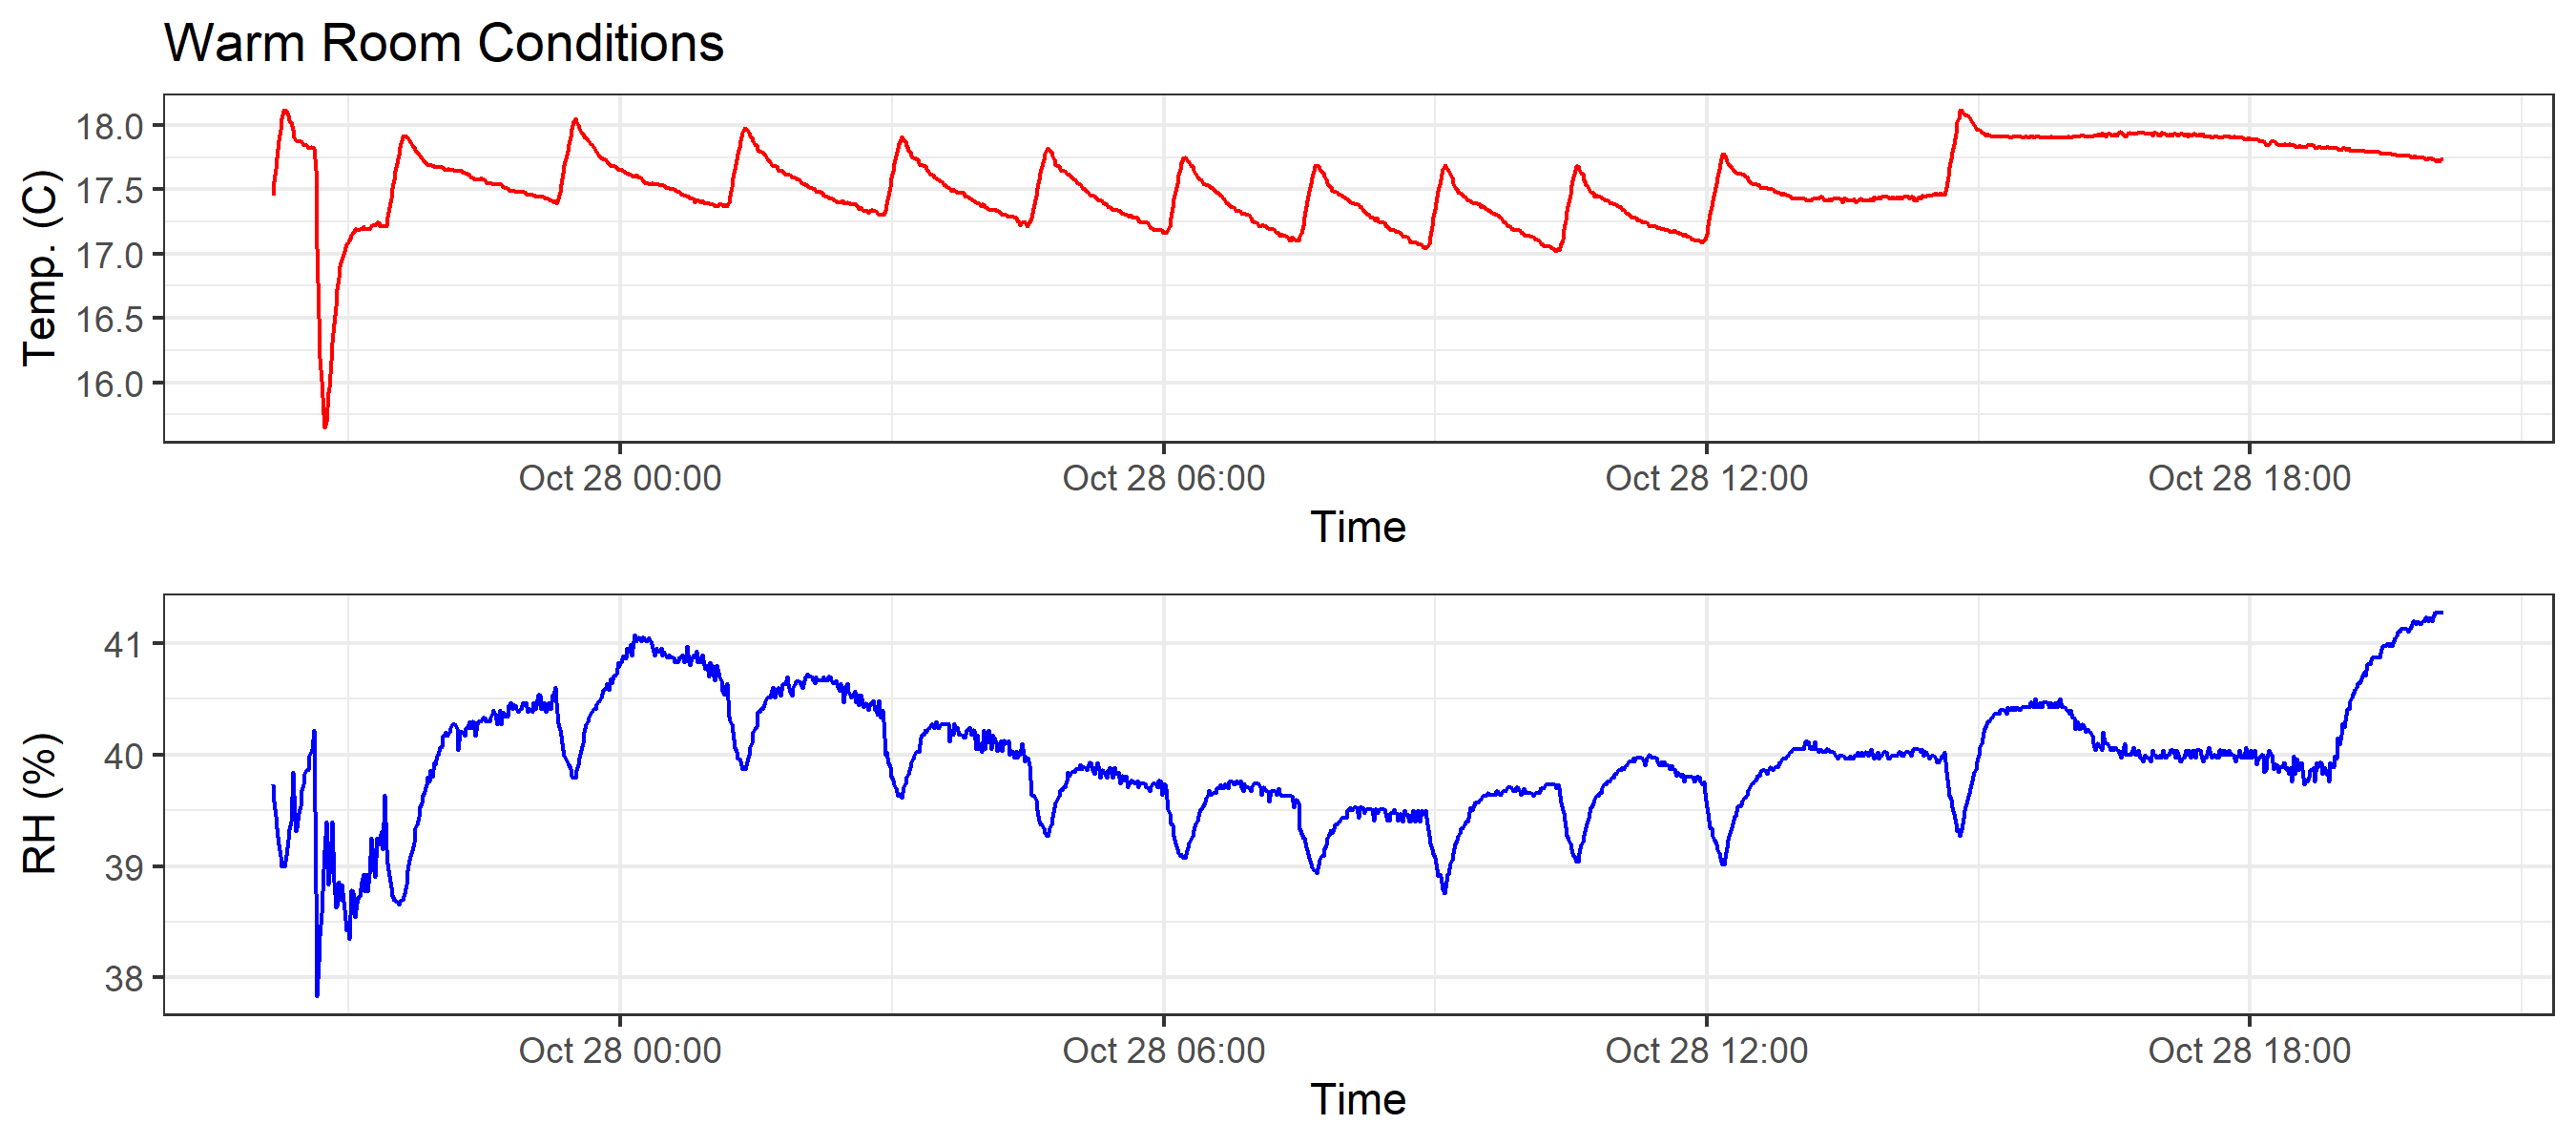 Warm Room Conditions
Temp. (C)
18.0
17.5
17.0
16.5
16.0
Oct 28 00:00 Oct 28 06:00 Oct 28 12:00 Oct 28 18:00
Time
RH (%)
41
40
39
38
Oct 28 00:00 Oct 28 06:00 Oct 28 12:00 Oct 28 18:00
Time